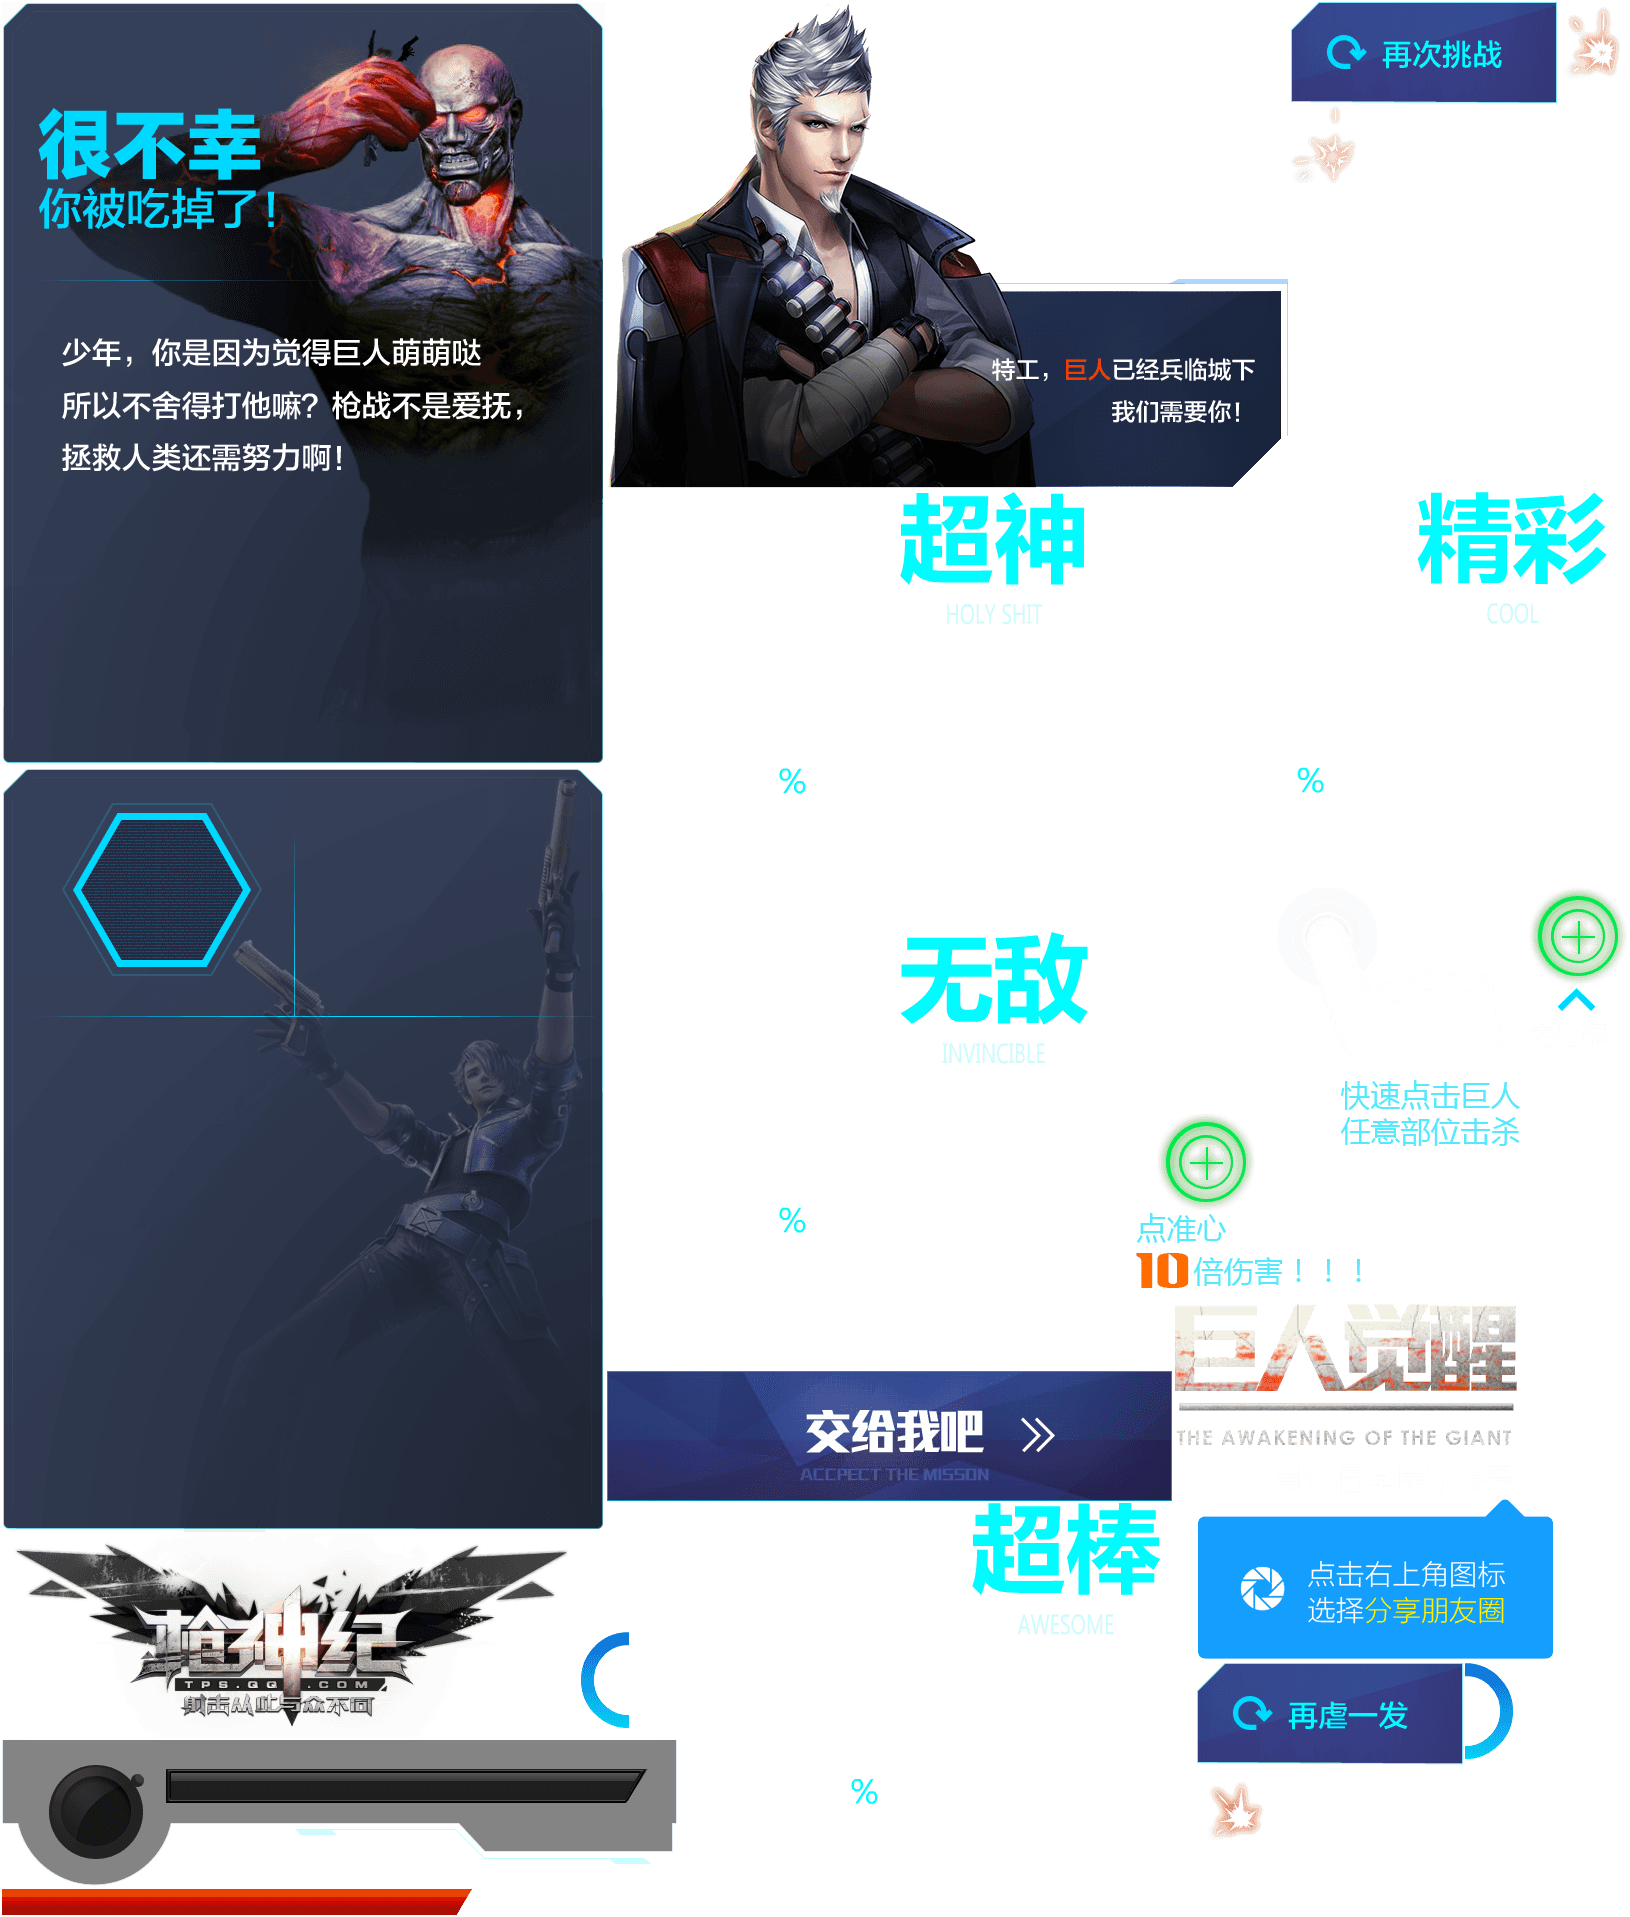 很不幸
你被吃掉了！
少年，你是因为觉得巨人萌萌哒
所以不舍得打他嘛？枪战不是爱抚，
拯救人类还需努力啊！
再次挑战
特工，巨人已经兵临城下
我们需要你！
超神
HOLY SHIT
%
精彩
COOL
%
无敌
INVINCIBLE
%
快速点击巨人
任意部位击杀
点准心
10倍伤害！！！
巨人觉醒
THE AWAKENING OF THE GIANT
交给我吧
ACCPECT THE MISSON
超棒
AWESOME
%
点击右上角图标
选择分享朋友圈
再虐一发
枪神纪
TPS.QQ.COM
射击从此与众不同